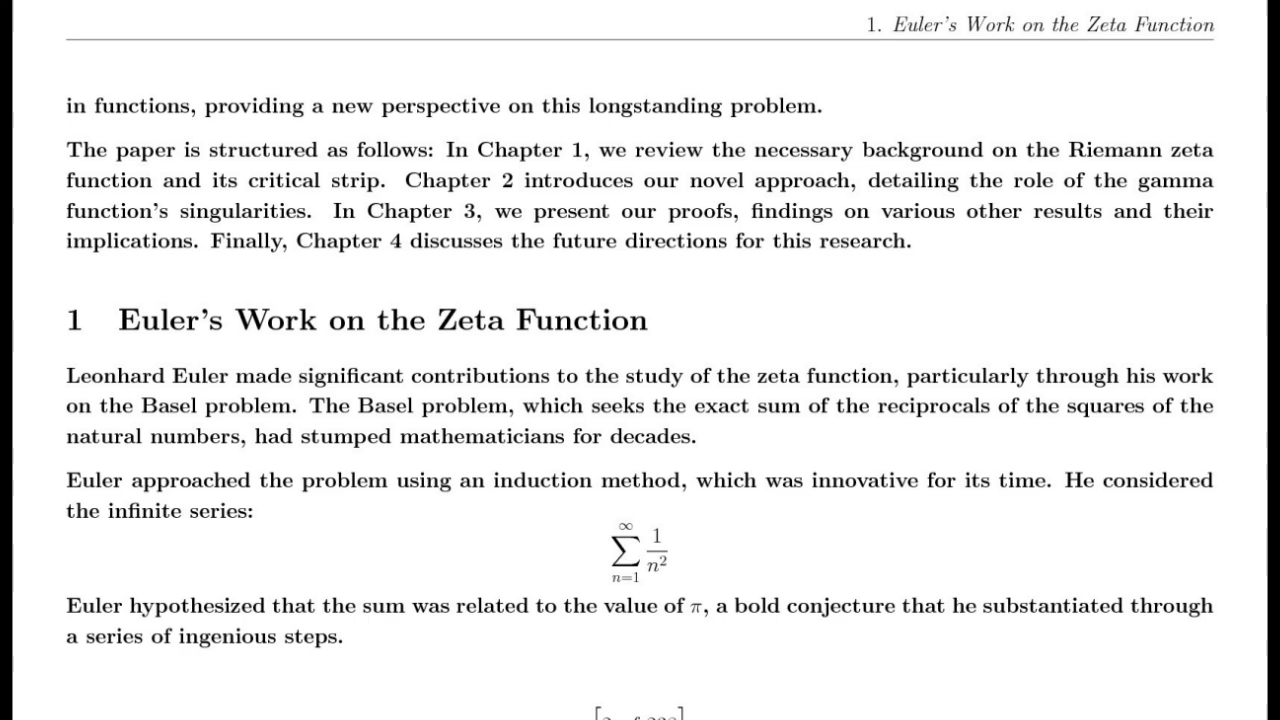 1. Euler's Work on the Zeta Function
in functions, providing a new perspective on this longstanding problem.
The paper is structured as follows: In Chapter 1, we review the necessary background on the Riemann zeta
function and its critical strip. Chapter 2 introduces our novel approach, detailing the role of the gamma
function's singularities. In Chapter 3, we present our proofs, findings on various other results and their
implications. Finally, Chapter 4 discusses the future directions for this research.
1 Euler's Work on the Zeta Function
Leonhard Euler made significant contributions to the study of the zeta function, particularly through his work
on the Basel problem. The Basel problem, which seeks the exact sum of the reciprocals of the squares of the
natural numbers, had stumped mathematicians for decades.
Euler approached the problem using an induction method, which was innovative for its time. He considered
the infinite series:
∞
∑ 1/n²
n=1
Euler hypothesized that the sum was related to the value of π, a bold conjecture that he substantiated through
a series of ingenious steps.